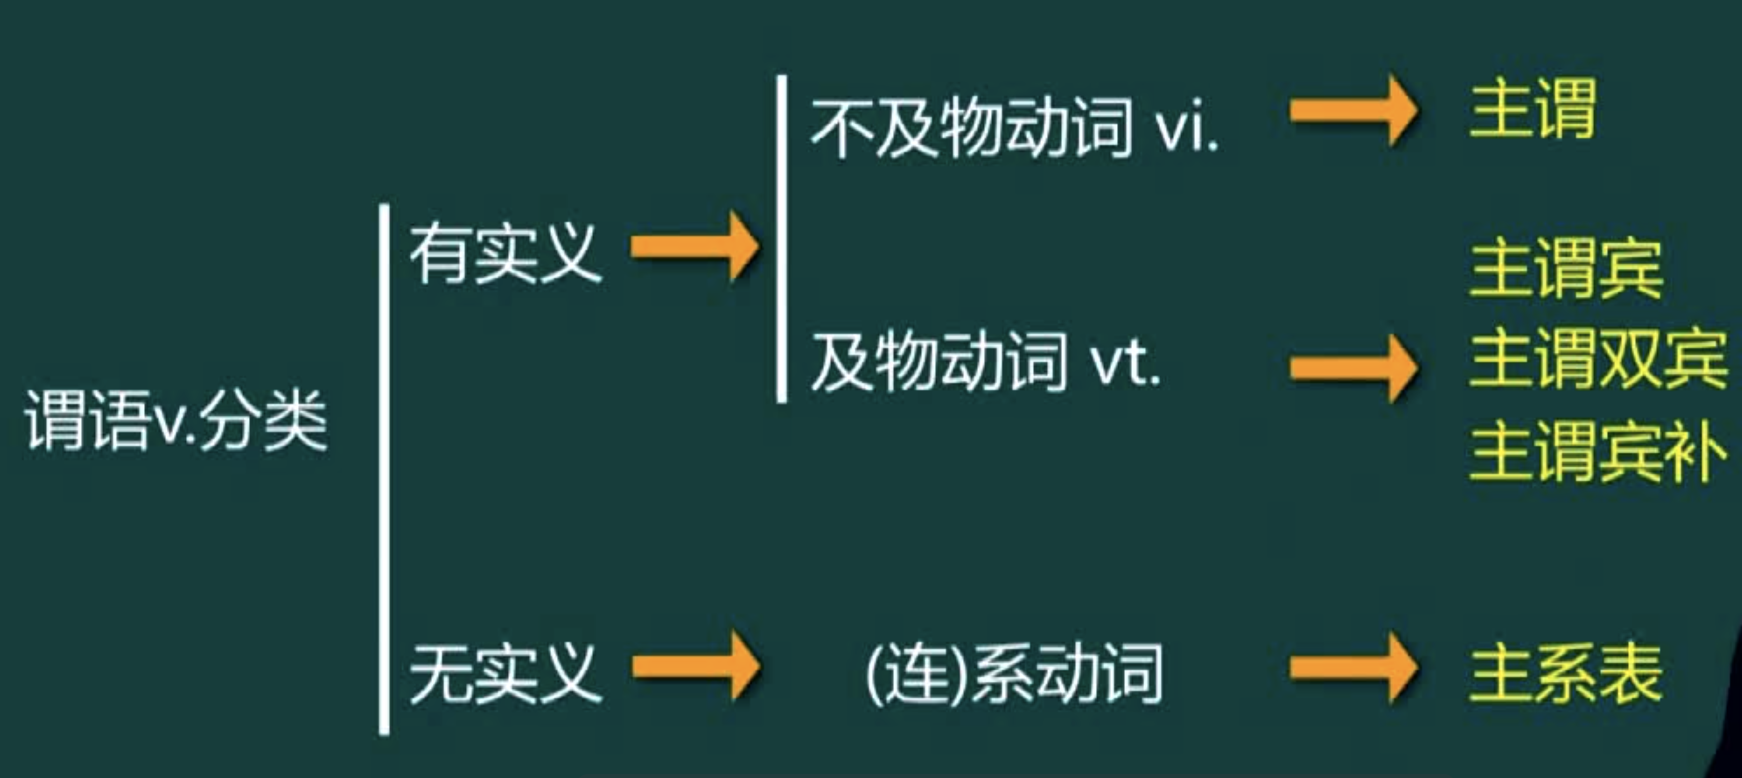 谓语v.分类
有实义
不及物动词 vi.
主谓
及物动词 vt.
主谓宾
主谓双宾
主谓宾补
无实义
(连)系动词
主系表